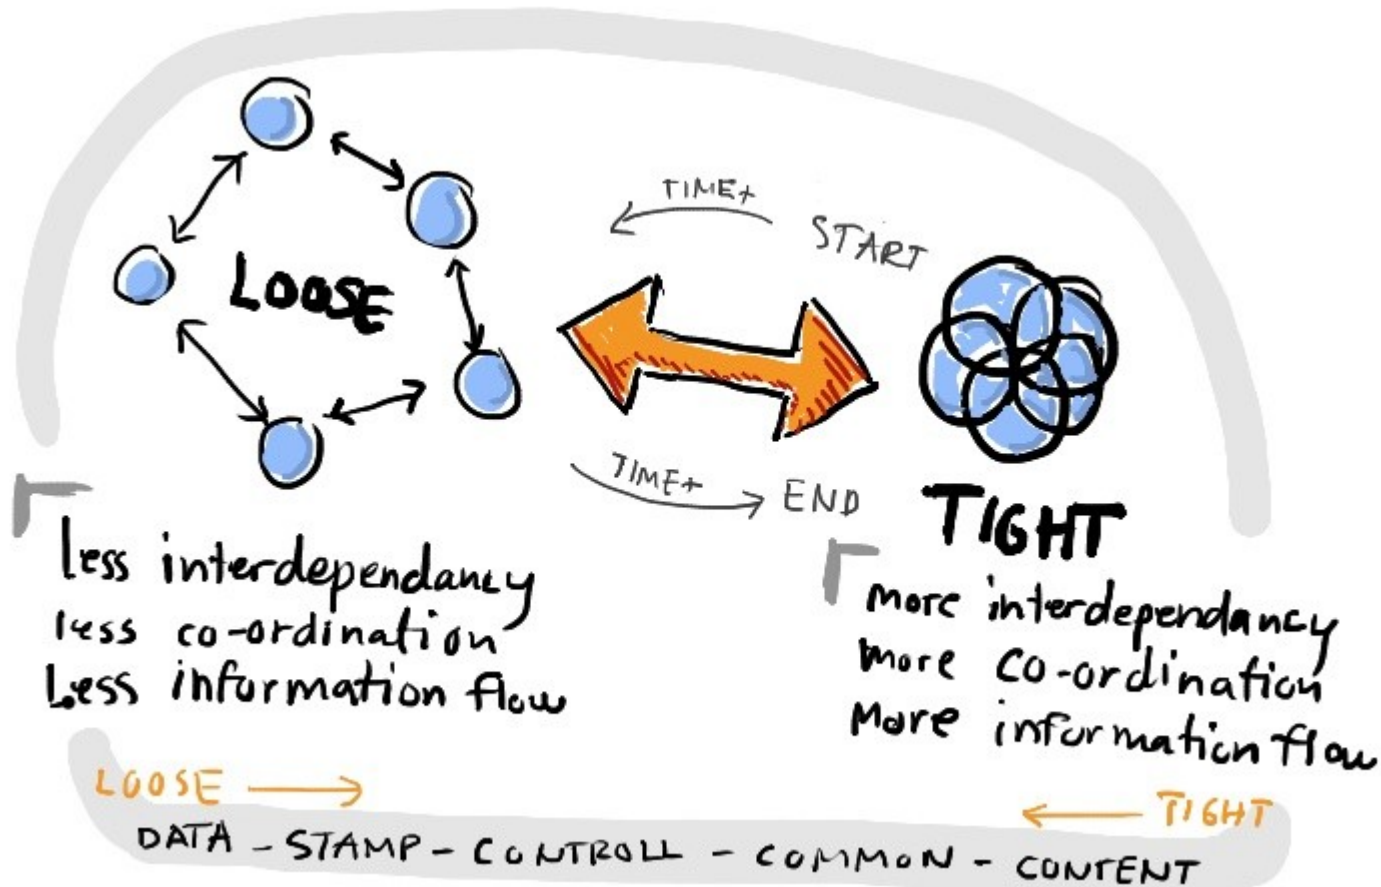 LOOSE
TIME+
START
TIME+
END
TIGHT
less interdependancy
less co-ordination
Less information flow
more interdependancy
more co-ordination
More information flow
LOOSE
TIGHT
DATA - STAMP - CONTROLL - COMMON - CONTENT